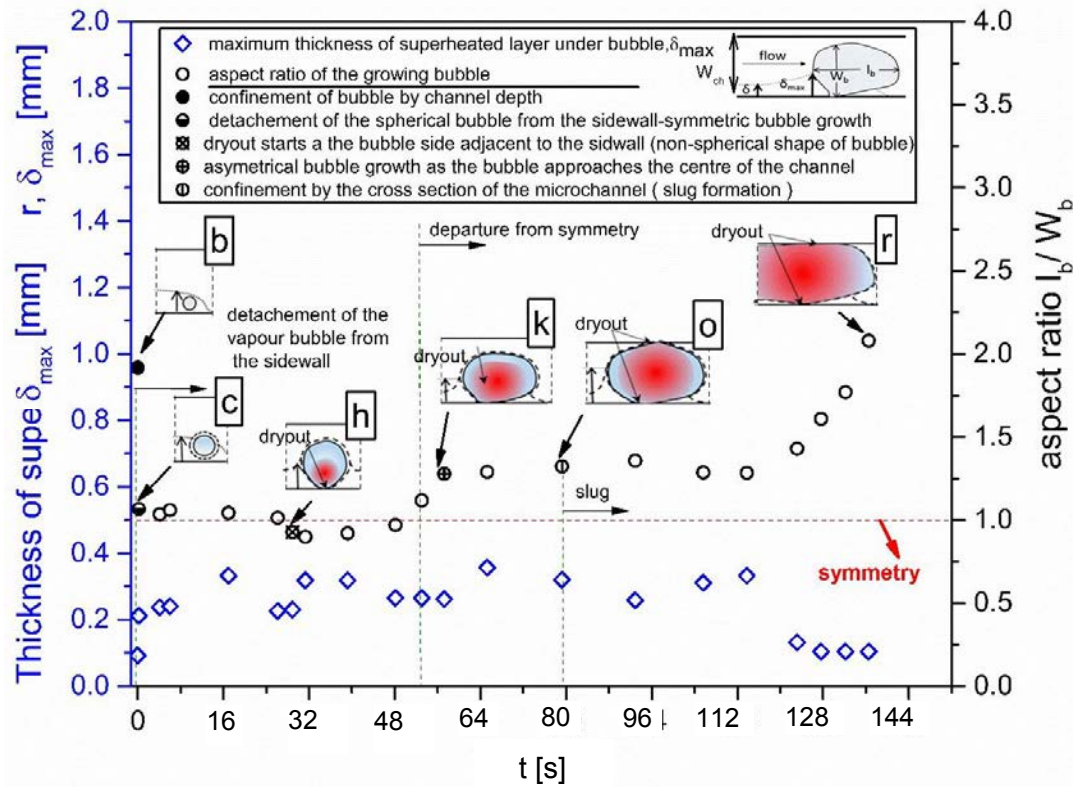 maximum thickness of superheated layer under bubble,δmax
aspect ratio of the growing bubble
confinement of bubble by channel depth
detachement of the spherical bubble from the sidewall-symmetric bubble growth
dryout starts a the bubble side adjacent to the sidwall (non-spherical shape of bubble)
asymetrical bubble growth as the bubble approaches the centre of the channel
confinement by the cross section of the microchannel ( slug formation )
Wch
flow
δ
δmax
Wb
lb
Thickness of supe δmax [mm] r, δmax [mm]
2.0
1.8
1.6
1.4
1.2
1.0
0.8
0.6
0.4
0.2
0.0
b
detachement of the
vapour bubble from
the sidewall
c
h
dryout
departure from symmetry
k
dryout
dryout
o
dryout
r
slug
symmetry
4.0
3.5
3.0
2.5
2.0
1.5
1.0
0.5
0.0
aspect ratio lb/ Wb
0 16 32 48 64 80 96 112 128 144
t [s]